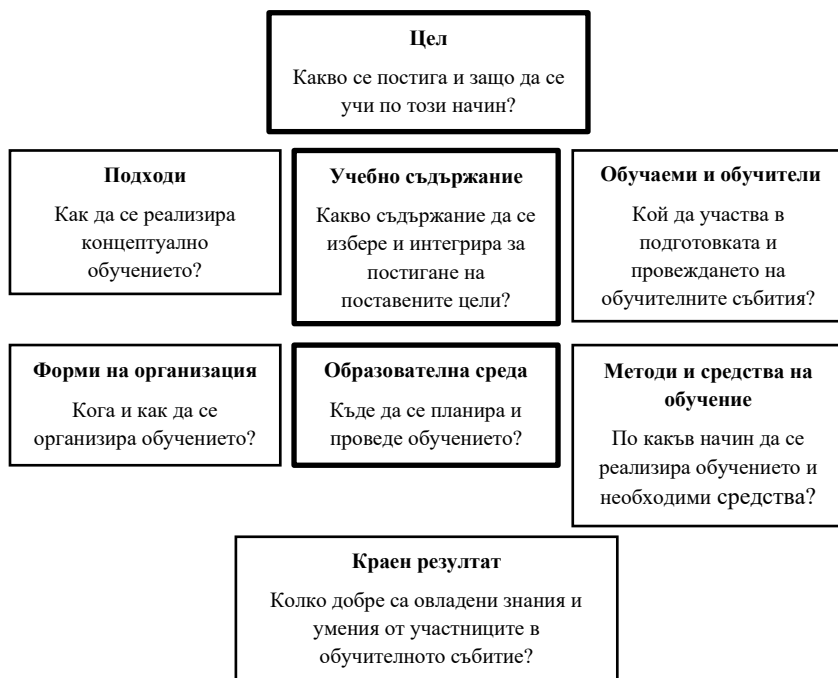 Цел
Какво се постига и защо да се
учи по този начин?
Подходи
Как да се реализира
концептуално
обучението?
Учебно съдържание
Какво съдържание да се
избере и интегрира за
постигане на
поставените цели?
Обучаеми и обучители
Кой да участва в
подготовката и
провеждането на
обучителните събития?
Форми на организация
Кога и как да се
организира обучението?
Образователна среда
Къде да се планира и
проведе обучението?
Методи и средства на
обучение
По какъв начин да се
реализира обучението и
необходими средства?
Краен резултат
Колко добре са овладени знания и
умения от участниците в
обучителното събитие?